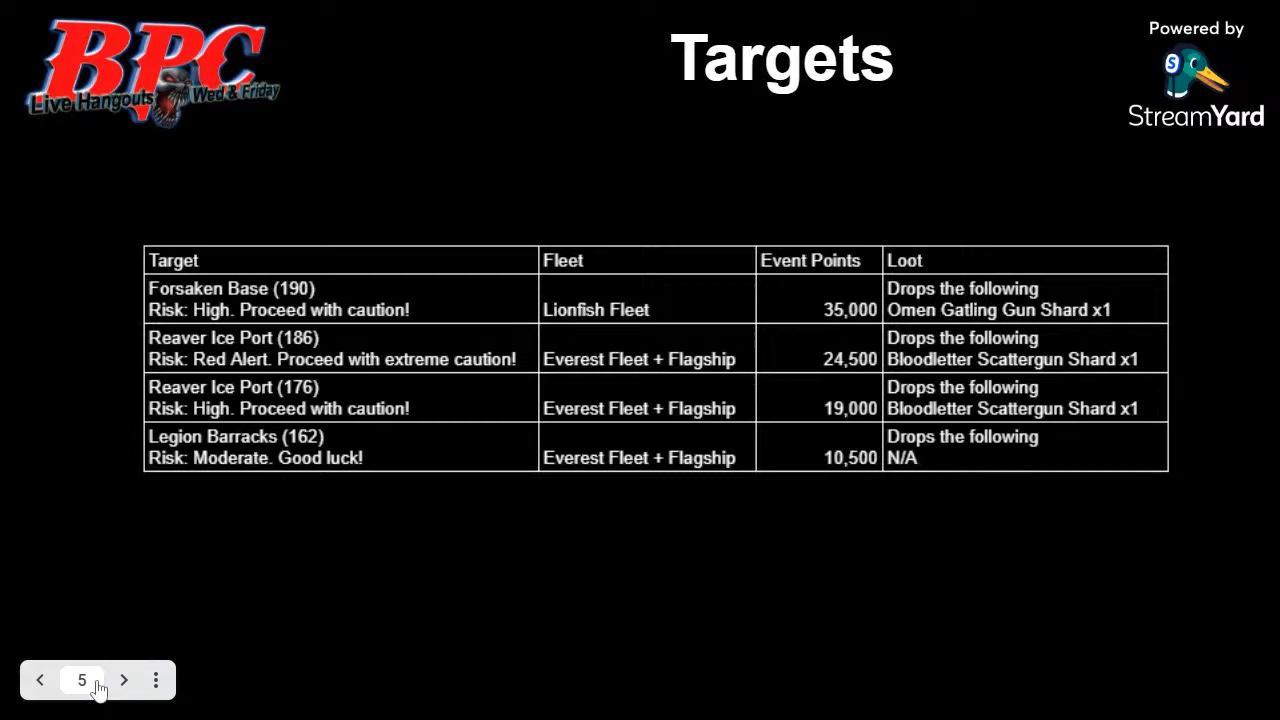 BPC
Live Hangouts Wed & Friday
Targets
Powered by
S
StreamYard
Target Fleet Event Points Loot
Forsaken Base (190)
Risk: High. Proceed with caution! Lionfish Fleet 35,000 Drops the following
Omen Gatling Gun Shard x1
Reaver Ice Port (186)
Risk: Red Alert. Proceed with extreme caution! Everest Fleet + Flagship 24,500 Drops the following
Bloodletter Scattergun Shard x1
Reaver Ice Port (176)
Risk: High. Proceed with caution! Everest Fleet + Flagship 19,000 Drops the following
Bloodletter Scattergun Shard x1
Legion Barracks (162)
Risk: Moderate. Good luck! Everest Fleet + Flagship 10,500 Drops the following
N/A
5